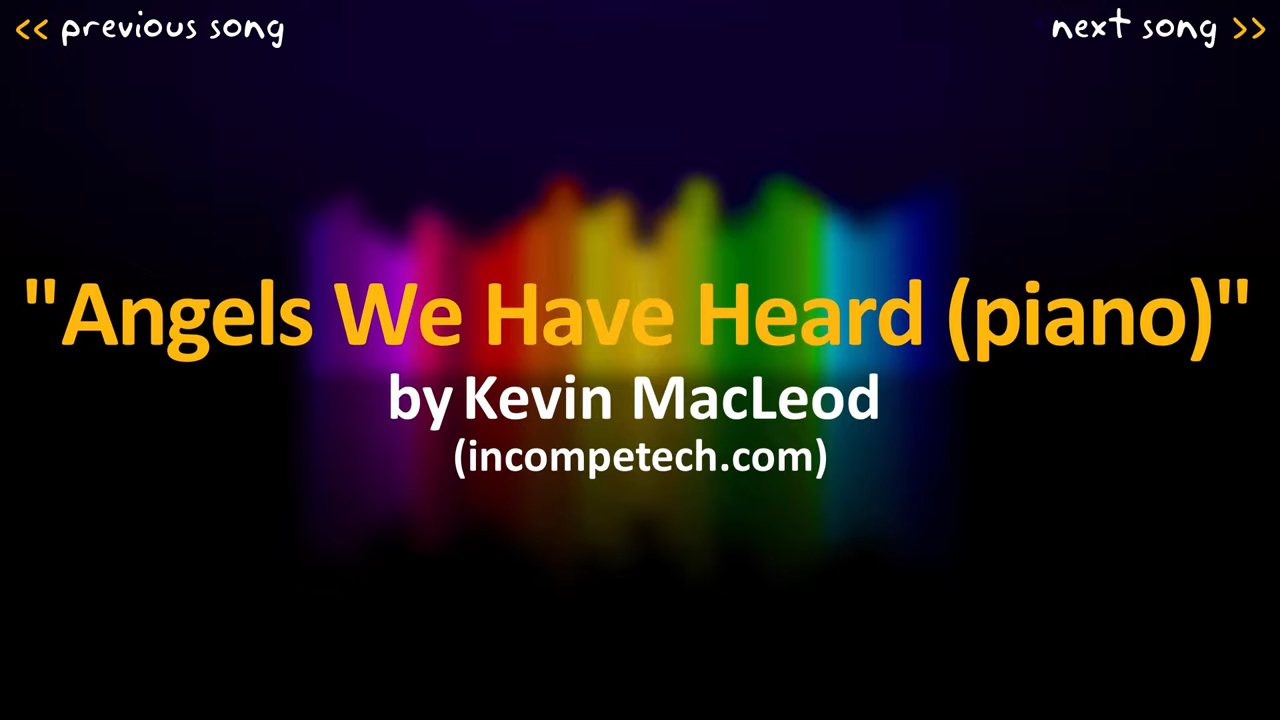 << previous song
next song >>
"Angels We Have Heard (piano)"
by Kevin MacLeod
(incompetech.com)